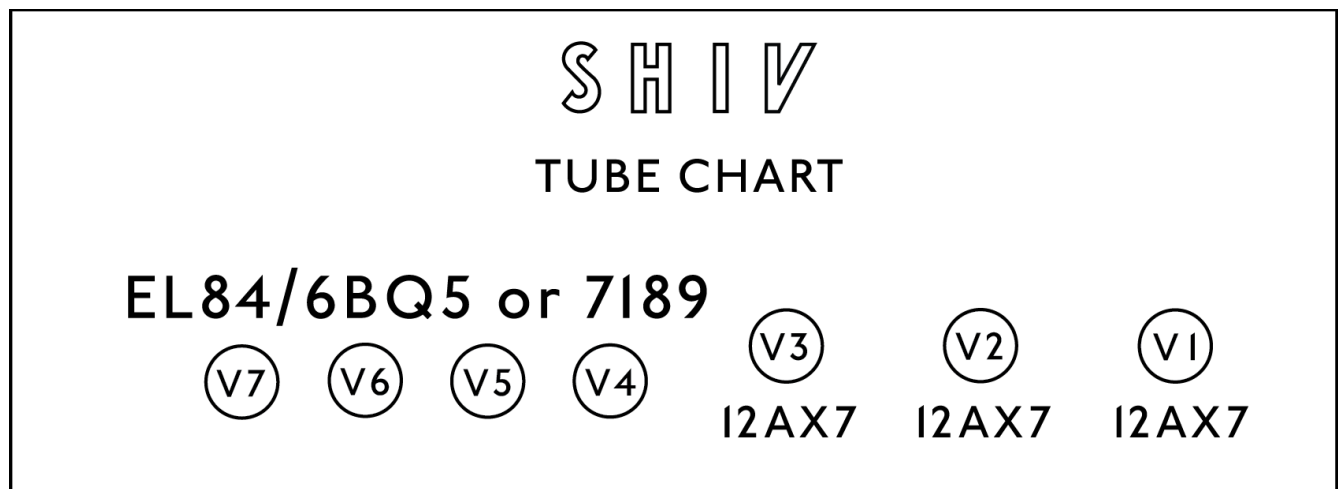 SHIV
TUBE CHART
EL84/6BQ5 or 7189
V7 V6 V5 V4 V3 V2 V1
12AX7 12AX7 12AX7